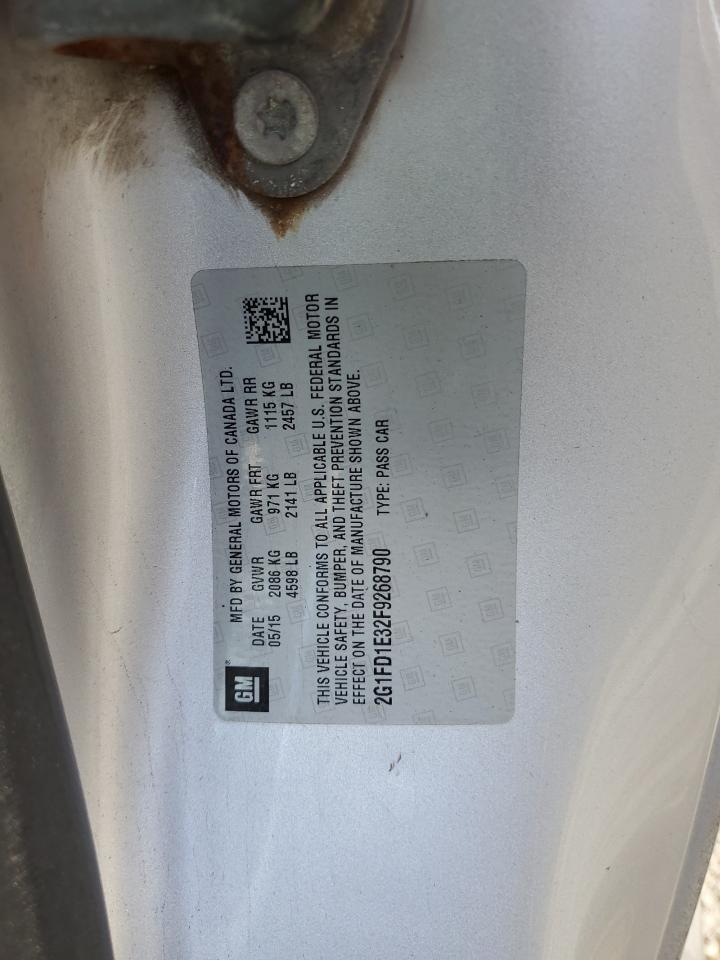 GM®
MFD BY GENERAL MOTORS OF CANADA LTD.
DATE GVWR GAWR FRT GAWR RR
05/15 2086 KG 971 KG 1115 KG
4598 LB 2141 LB 2457 LB
THIS VEHICLE CONFORMS TO ALL APPLICABLE U.S. FEDERAL MOTOR
VEHICLE SAFETY, BUMPER, AND THEFT PREVENTION STANDARDS IN
EFFECT ON THE DATE OF MANUFACTURE SHOWN ABOVE.
2G1FD1E32F9268790 TYPE: PASS CAR